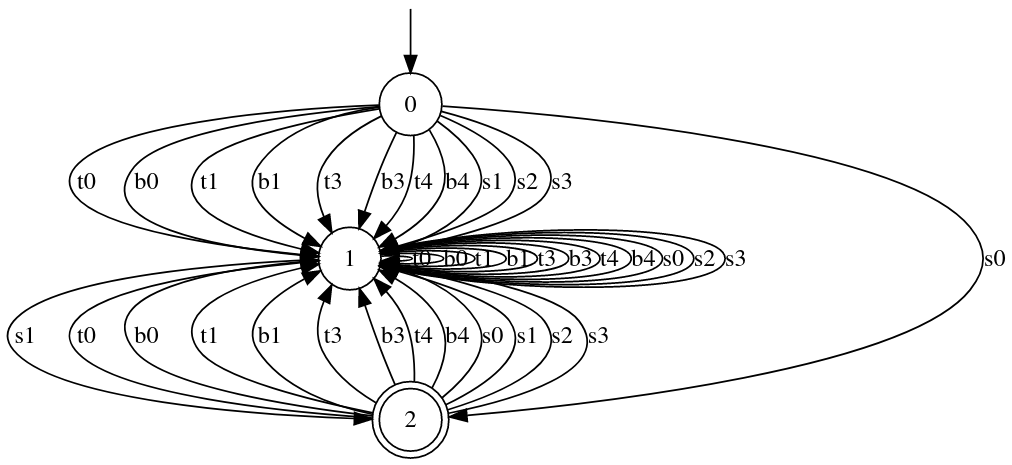 0
t0 b0 t1 b1 t3 b3 t4 b4 s1 s2 s3
1 t0 b0 t1 b1 t3 b3 t4 b4 s0 s2 s3 s0
s1 t0 b0 t1 b1 t3 b3 t4 b4 s0 s1 s2 s3
2